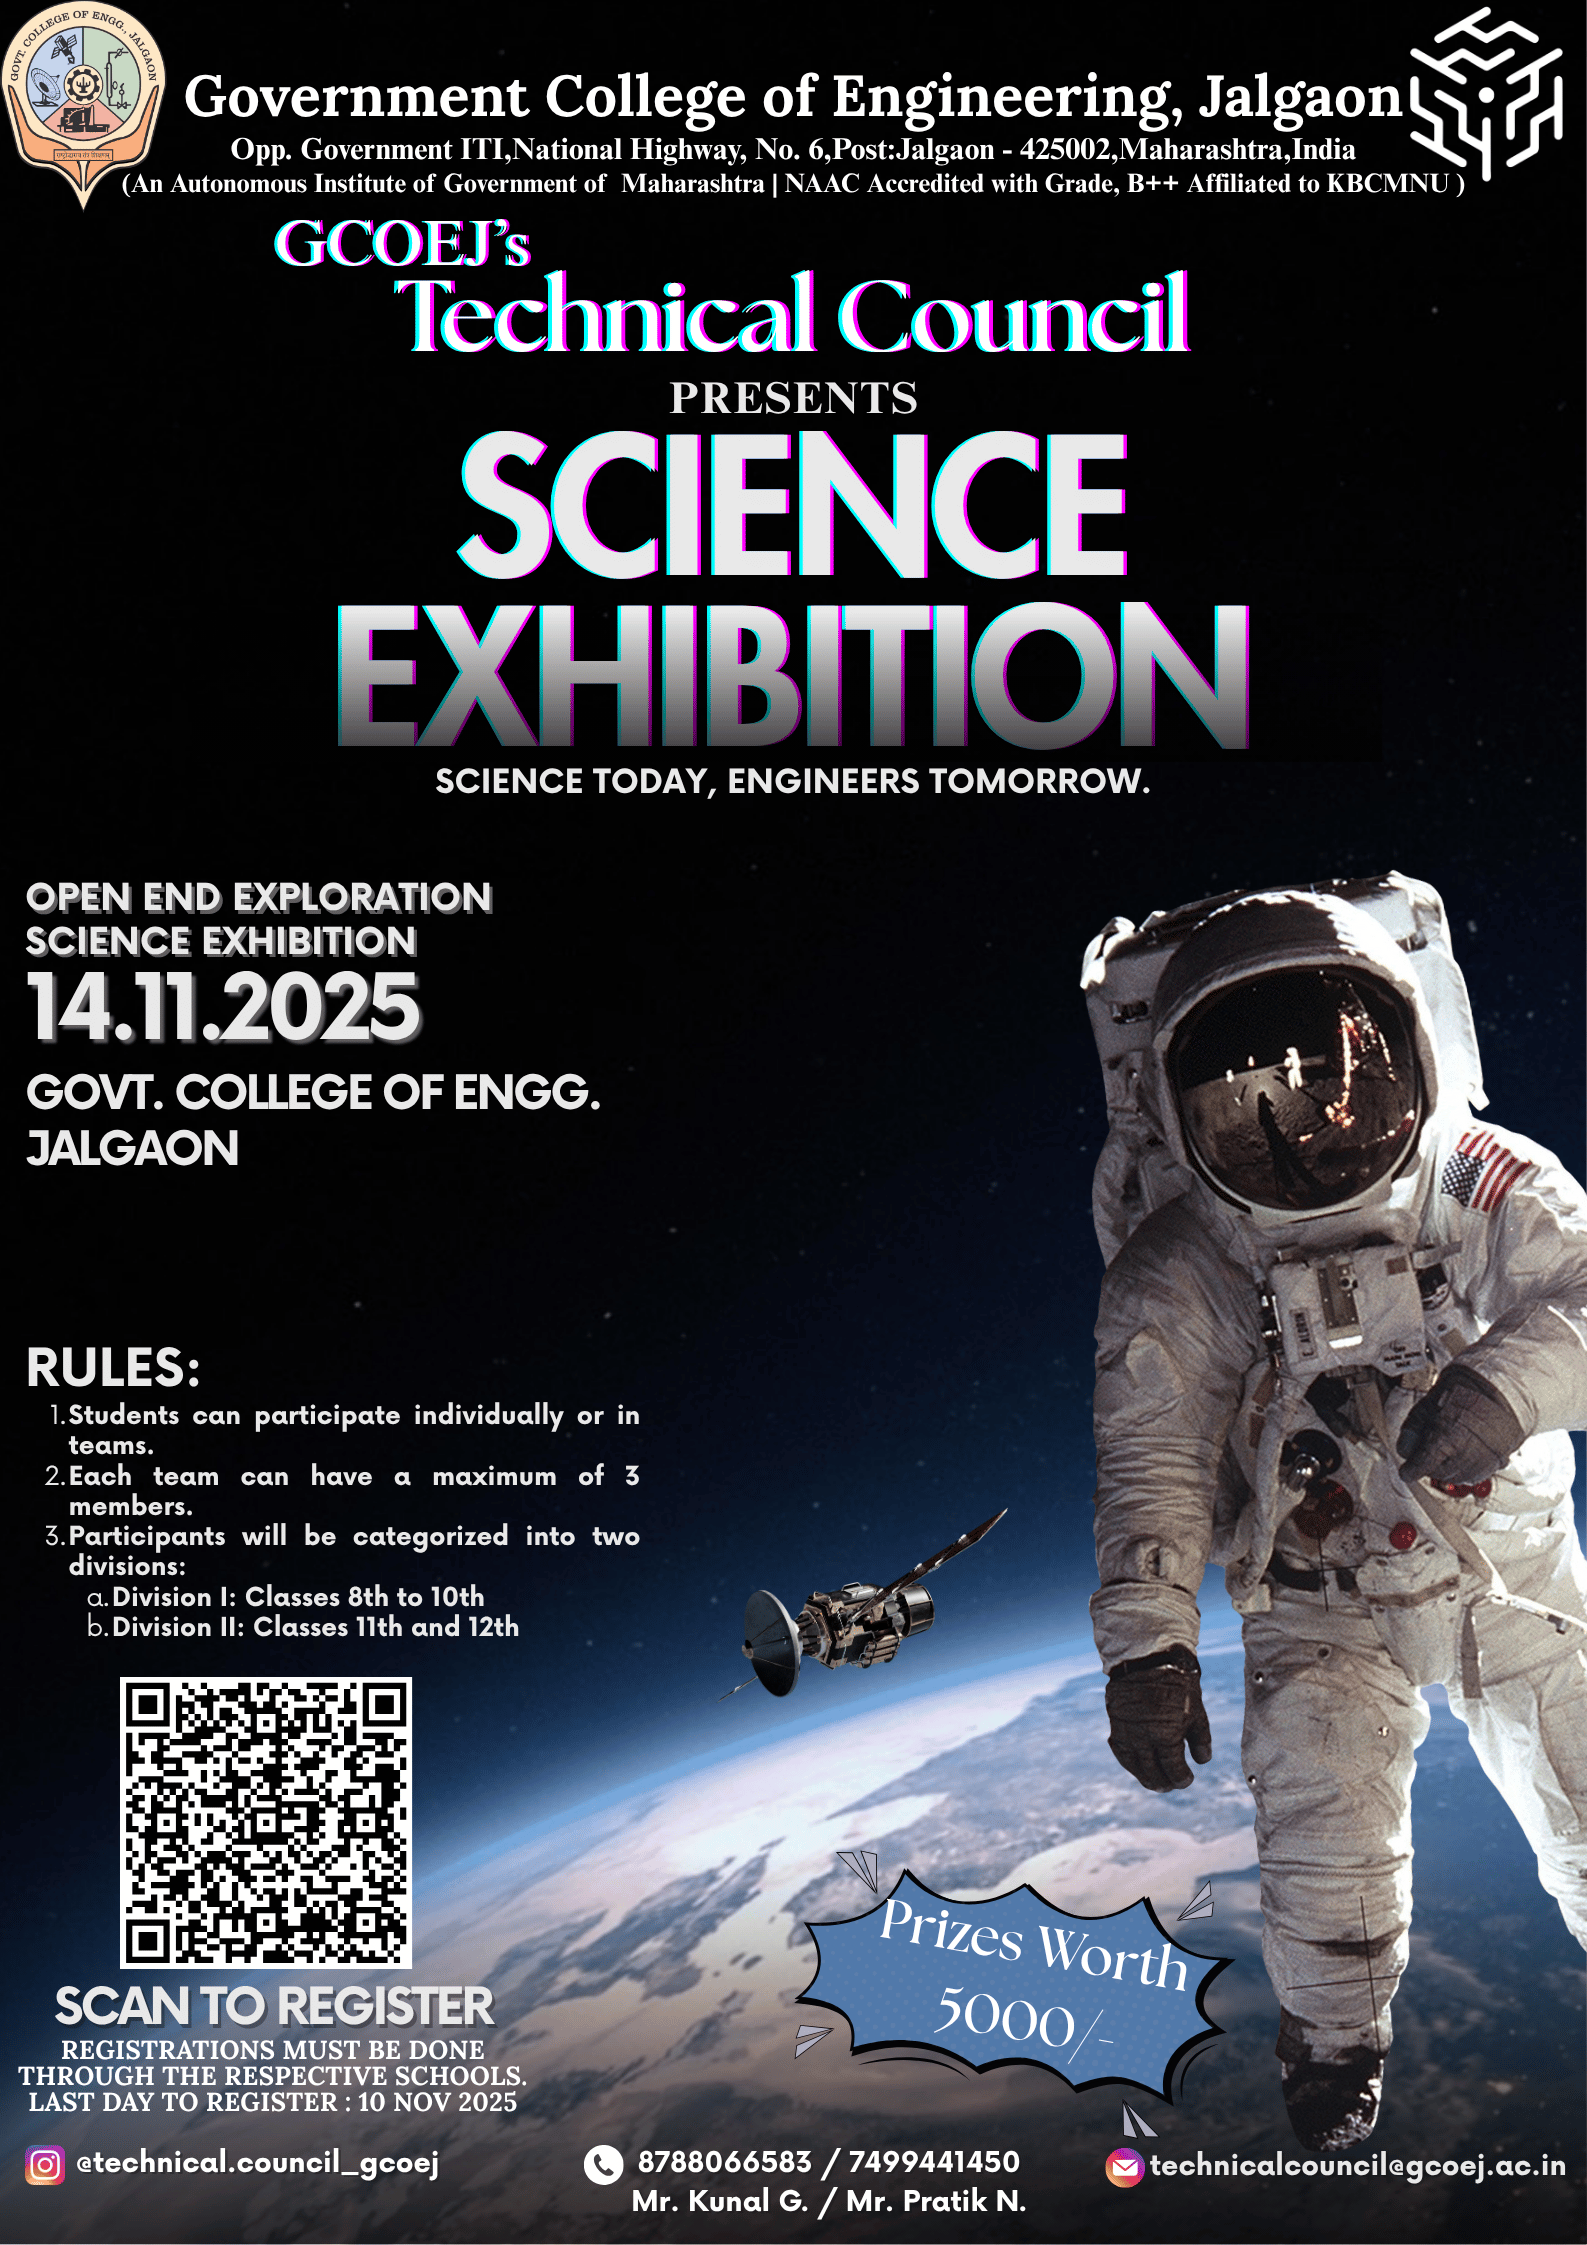 GOVT. COLLEGE OF ENGG., JALGAON
Government College of Engineering, Jalgaon
Opp. Government ITI,National Highway, No. 6,Post:Jalgaon - 425002,Maharashtra,India
(An Autonomous Institute of Government of Maharashtra | NAAC Accredited with Grade, B++ Affiliated to KBCMNU )
GCOEJ's
Technical Council
PRESENTS
SCIENCE
EXHIBITION
SCIENCE TODAY, ENGINEERS TOMORROW.
OPEN END EXPLORATION
SCIENCE EXHIBITION
14.11.2025
GOVT. COLLEGE OF ENGG.
JALGAON
RULES:
1. Students can participate individually or in
teams.
2. Each team can have a maximum of 3
members.
3. Participants will be categorized into two
divisions:
a. Division I: Classes 8th to 10th
b. Division II: Classes 11th and 12th
Prizes Worth
5000/-
SCAN TO REGISTER
REGISTRATIONS MUST BE DONE
THROUGH THE RESPECTIVE SCHOOLS.
LAST DAY TO REGISTER : 10 NOV 2025
@technical.council_gcoej
8788066583 / 7499441450
Mr. Kunal G. / Mr. Pratik N.
technicalcouncil@gcoej.ac.in